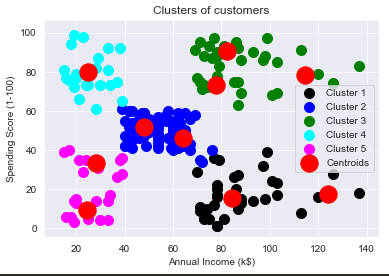 Clusters of customers
100
80
60
40
20
0
Spending Score (1-100)
Cluster 1
Cluster 2
Cluster 3
Cluster 4
Cluster 5
Centroids
20 40 60 80 100 120 140
Annual Income (k$)